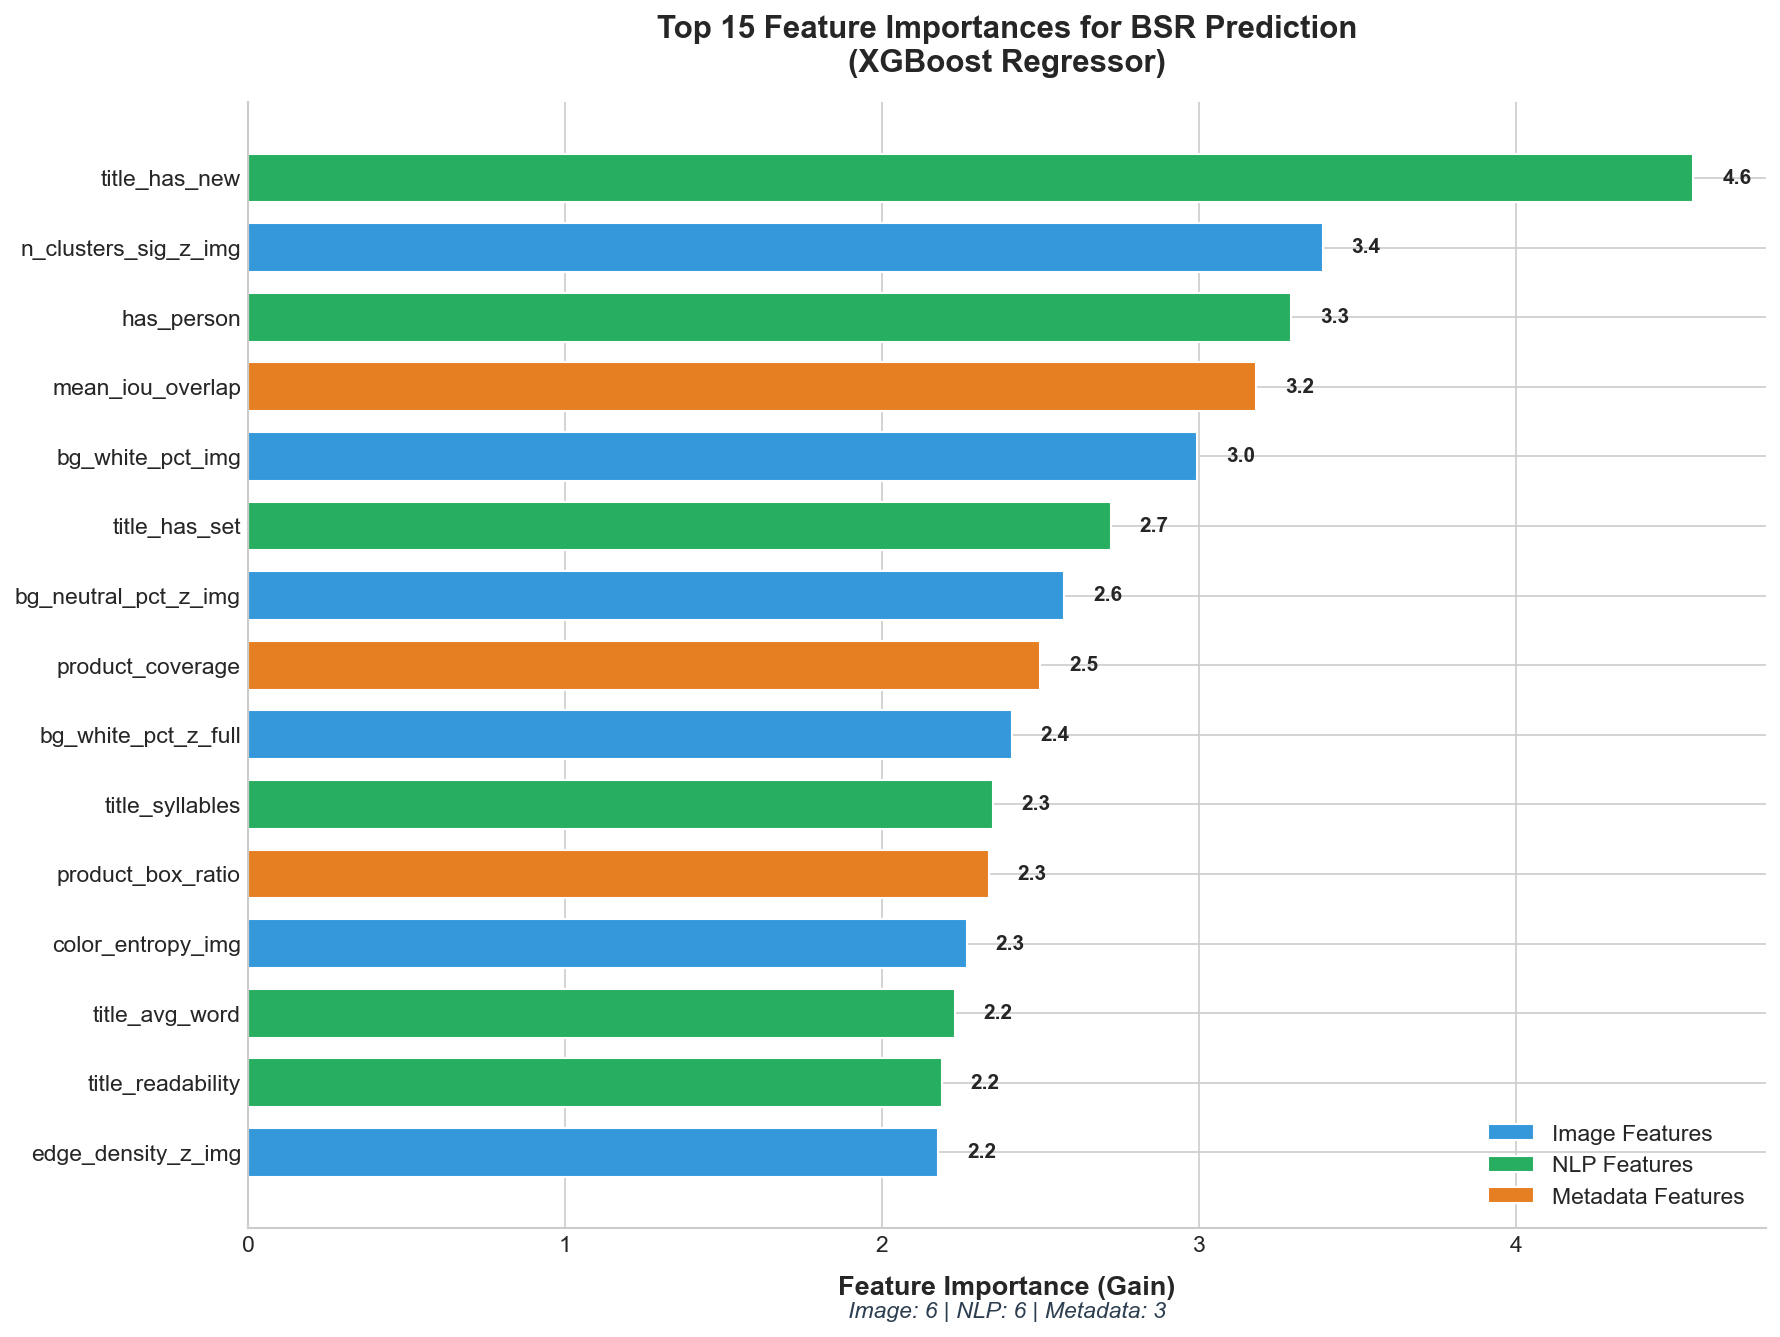 Top 15 Feature Importances for BSR Prediction
(XGBoost Regressor)
title_has_new 4.6
n_clusters_sig_z_img 3.4
has_person 3.3
mean_iou_overlap 3.2
bg_white_pct_img 3.0
title_has_set 2.7
bg_neutral_pct_z_img 2.6
product_coverage 2.5
bg_white_pct_z_full 2.4
title_syllables 2.3
product_box_ratio 2.3
color_entropy_img 2.3
title_avg_word 2.2
title_readability 2.2
edge_density_z_img 2.2
Image Features
NLP Features
Metadata Features
0 1 2 3 4
Feature Importance (Gain)
Image: 6 | NLP: 6 | Metadata: 3